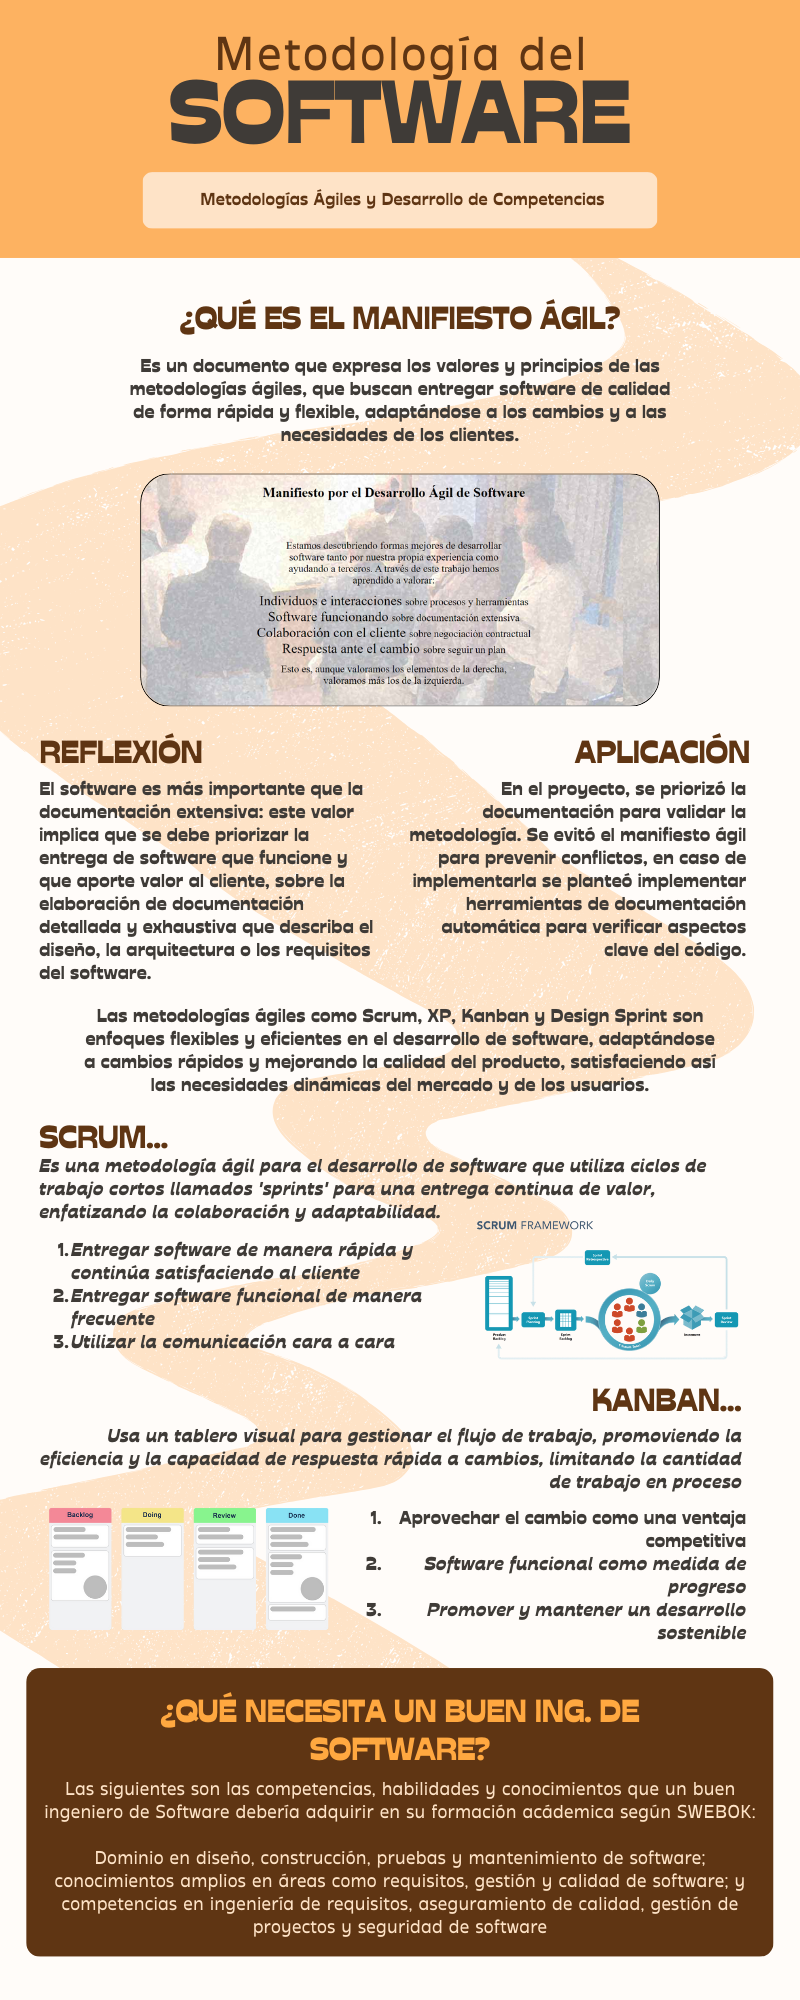 Metodología del
SOFTWARE
Metodologías Ágiles y Desarrollo de Competencias
¿QUÉ ES EL MANIFIESTO ÁGIL?
Es un documento que expresa los valores y principios de las
metodologías ágiles, que buscan entregar software de calidad
de forma rápida y flexible, adaptándose a los cambios y a las
necesidades de los clientes.
Manifiesto por el Desarrollo Ágil de Software
Estamos descubriendo formas mejores de desarrollar
software tanto por nuestra propia experiencia como
ayudando a terceros. A través de este trabajo hemos
aprendido a valorar:
Individuos e interacciones sobre procesos y herramientas
Software funcionando sobre documentación extensiva
Colaboración con el cliente sobre negociación contractual
Respuesta ante el cambio sobre seguir un plan
Esto es, aunque valoramos los elementos de la derecha,
valoramos más los de la izquierda.
REFLEXIÓN
El software es más importante que la
documentación extensiva: este valor
implica que se debe priorizar la
entrega de software que funcione y
que aporte valor al cliente, sobre la
elaboración de documentación
detallada y exhaustiva que describa el
diseño, la arquitectura o los requisitos
del software.
APLICACIÓN
En el proyecto, se priorizó la
documentación para validar la
metodología. Se evitó el manifiesto ágil
para prevenir conflictos, en caso de
implementarla se planteó implementar
herramientas de documentación
automática para verificar aspectos
clave del código.
Las metodologías ágiles como Scrum, XP, Kanban y Design Sprint son
enfoques flexibles y eficientes en el desarrollo de software, adaptándose
a cambios rápidos y mejorando la calidad del producto, satisfaciendo así
las necesidades dinámicas del mercado y de los usuarios.
SCRUM...
Es una metodología ágil para el desarrollo de software que utiliza ciclos de
trabajo cortos llamados 'sprints' para una entrega continua de valor,
enfatizando la colaboración y adaptabilidad.
1. Entregar software de manera rápida y
continúa satisfaciendo al cliente
2. Entregar software funcional de manera
frecuente
3. Utilizar la comunicación cara a cara
SCRUM FRAMEWORK
Product
Backlog
Sprint
Planning
Sprint
Backlog
Increment
Sprint
Review
KANBAN...
Usa un tablero visual para gestionar el flujo de trabajo, promoviendo la
eficiencia y la capacidad de respuesta rápida a cambios, limitando la cantidad
de trabajo en proceso
Backlog
Doing
Review
Done
1. Aprovechar el cambio como una ventaja
competitiva
2. Software funcional como medida de
progreso
3. Promover y mantener un desarrollo
sostenible
¿QUÉ NECESITA UN BUEN ING. DE
SOFTWARE?
Las siguientes son las competencias, habilidades y conocimientos que un buen
ingeniero de Software debería adquirir en su formación académica según SWEBOK:
Dominio en diseño, construcción, pruebas y mantenimiento de software;
conocimientos amplios en áreas como requisitos, gestión y calidad de software; y
competencias en ingeniería de requisitos, aseguramiento de calidad, gestión de
proyectos y seguridad de software